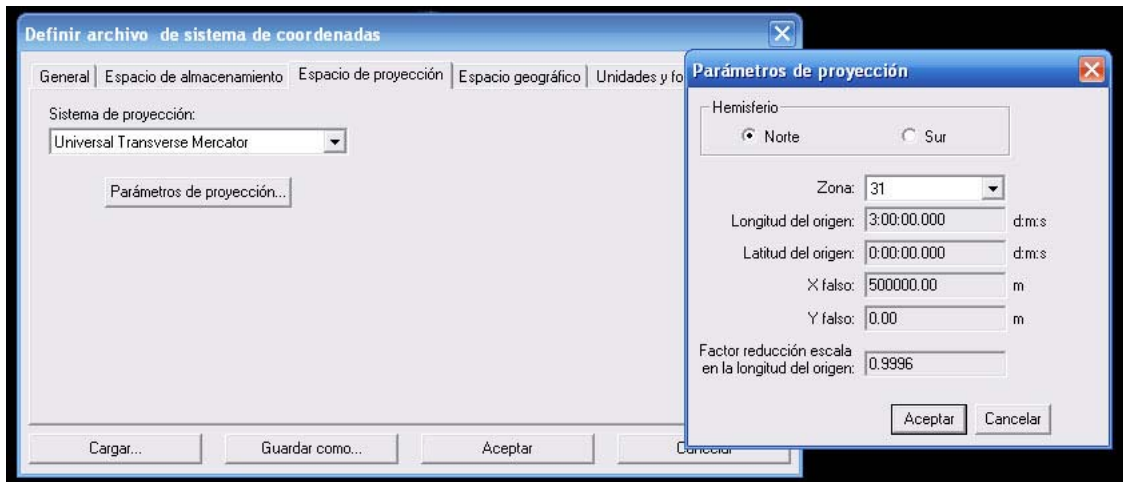 Definir archivo de sistema de coordenadas
General Espacio de almacenamiento Espacio de proyección Espacio geográfico Unidades y fo
Sistema de proyección:
Universal Transverse Mercator
Parámetros de proyección...
Cargar... Guardar como... Aceptar Cancelar
Parámetros de proyección
Hemisferio
Norte Sur
Zona: 31
Longitud del origen: 3:00:00.000 d:m:s
Latitud del origen: 0:00:00.000 d:m:s
X falso: 500000.00 m
Y falso: 0.00 m
Factor reducción escala
en la longitud del origen: 0.9996
Aceptar Cancelar